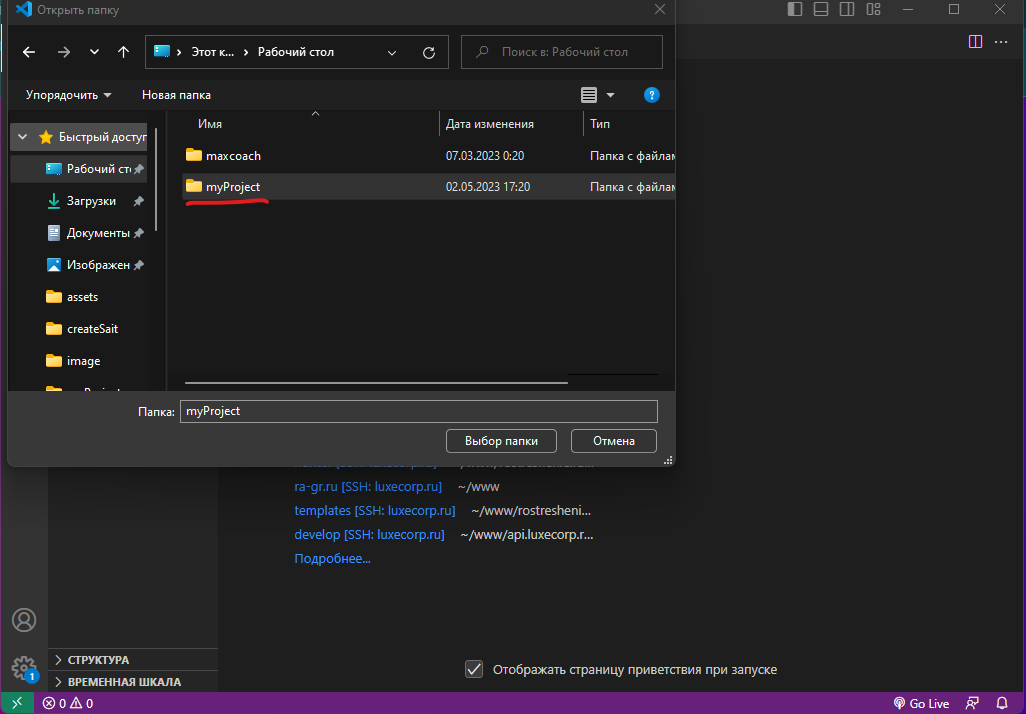 Открыть папку
Этот к... Рабочий стол
Поиск в: Рабочий стол
Упорядочить Новая папка
?
Имя Дата изменения Тип
Быстрый доступ
Рабочий сто
Загрузки
Документы
Изображен
assets
createSait
image
maxcoach 07.03.2023 0:20 Папка с файлам
myProject 02.05.2023 17:20 Папка с файлам
Папка: myProject
Выбор папки Отмена
ra-gr.ru [SSH: luxecorp.ru] ~/www
templates [SSH: luxecorp.ru] ~/www/rostresheni...
develop [SSH: luxecorp.ru] ~/www/api.luxecorp.r...
Подробнее...
СТРУКТУРА
ВРЕМЕННАЯ ШКАЛА
1
Отображать страницу приветствия при запуске
0 0 Go Live